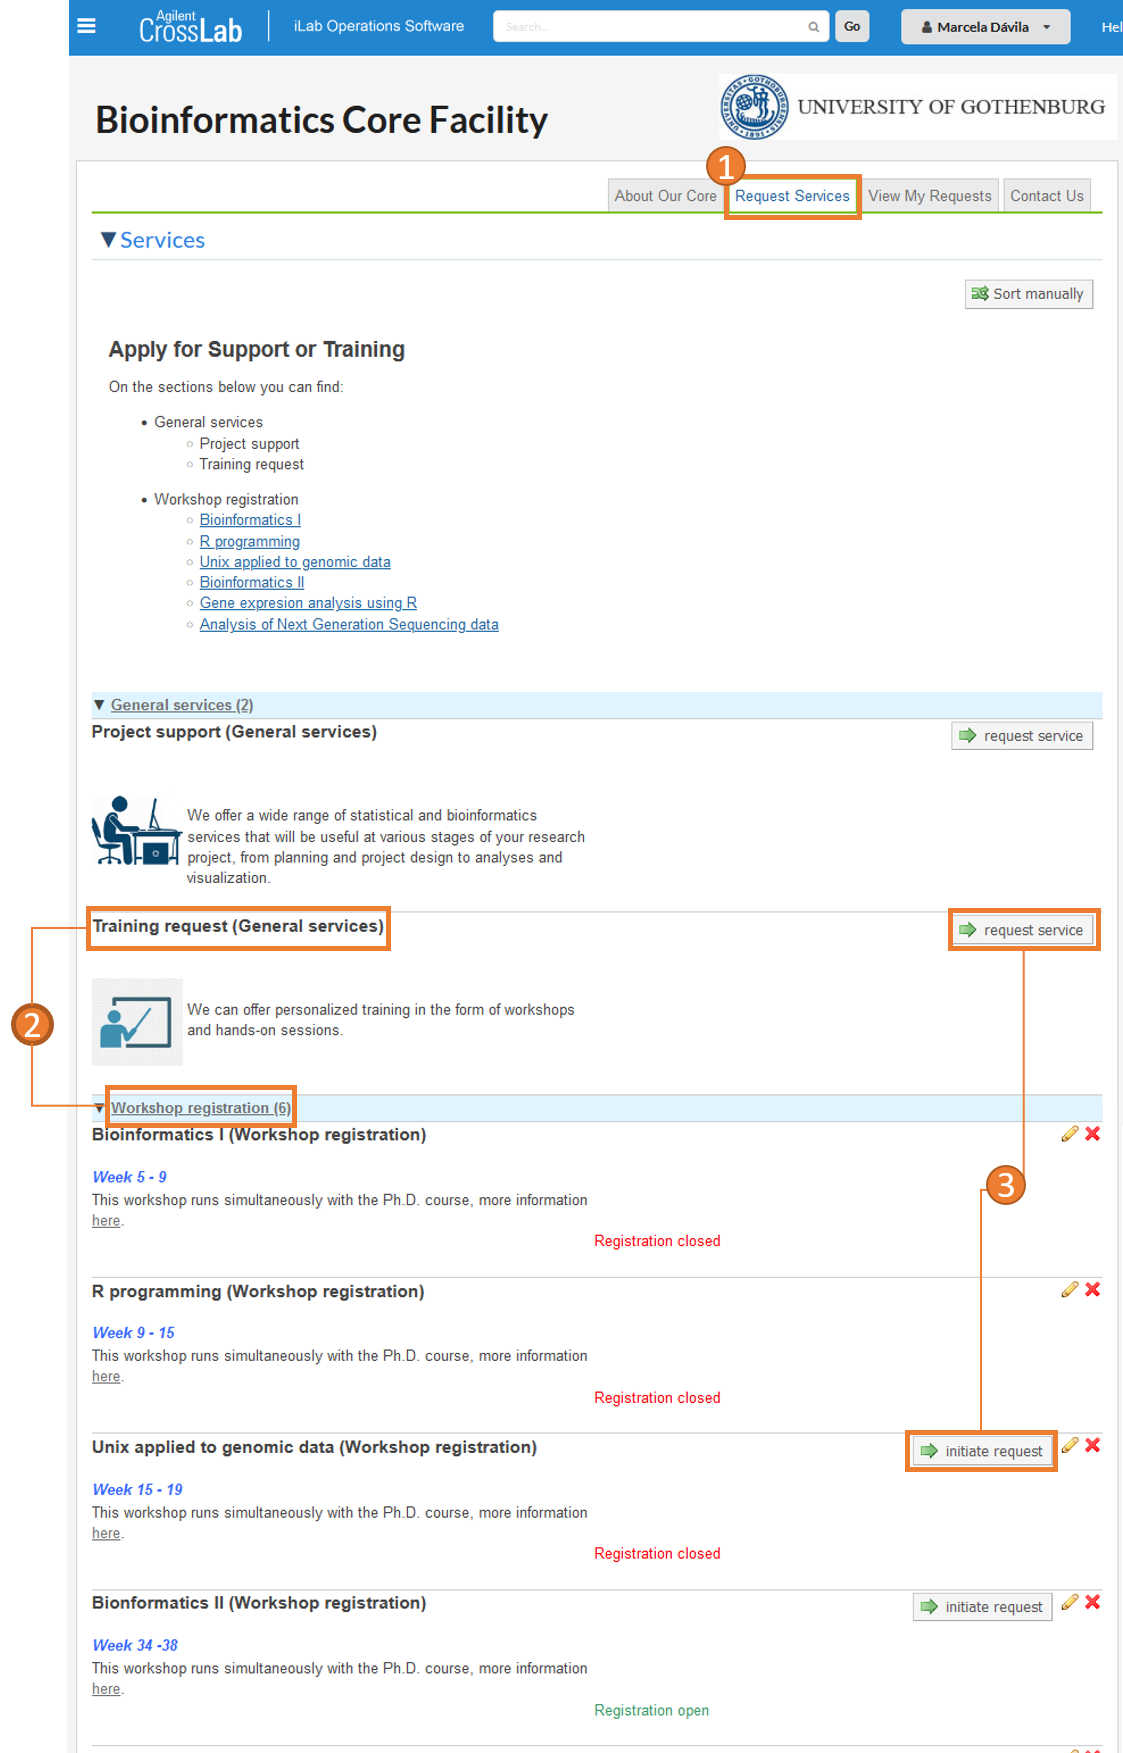 Agilent
CrossLab
iLab Operations Software
Search...
Go
Marcela Dávila
Hel
Bioinformatics Core Facility
UNIVERSITY OF GOTHENBURG
1
About Our Core
Request Services
View My Requests
Contact Us
Services
Sort manually
Apply for Support or Training
On the sections below you can find:
General services
Project support
Training request
Workshop registration
Bioinformatics I
R programming
Unix applied to genomic data
Bioinformatics II
Gene expresion analysis using R
Analysis of Next Generation Sequencing data
General services (2)
Project support (General services)
request service
We offer a wide range of statistical and bioinformatics
services that will be useful at various stages of your research
project, from planning and project design to analyses and
visualization.
Training request (General services)
request service
2
We can offer personalized training in the form of workshops
and hands-on sessions.
Workshop registration (6)
Bioinformatics I (Workshop registration)
Week 5 - 9
3
This workshop runs simultaneously with the Ph.D. course, more information
here.
Registration closed
R programming (Workshop registration)
Week 9 - 15
This workshop runs simultaneously with the Ph.D. course, more information
here.
Registration closed
Unix applied to genomic data (Workshop registration)
initiate request
Week 15 - 19
This workshop runs simultaneously with the Ph.D. course, more information
here.
Registration closed
Bionformatics II (Workshop registration)
initiate request
Week 34 -38
This workshop runs simultaneously with the Ph.D. course, more information
here.
Registration open